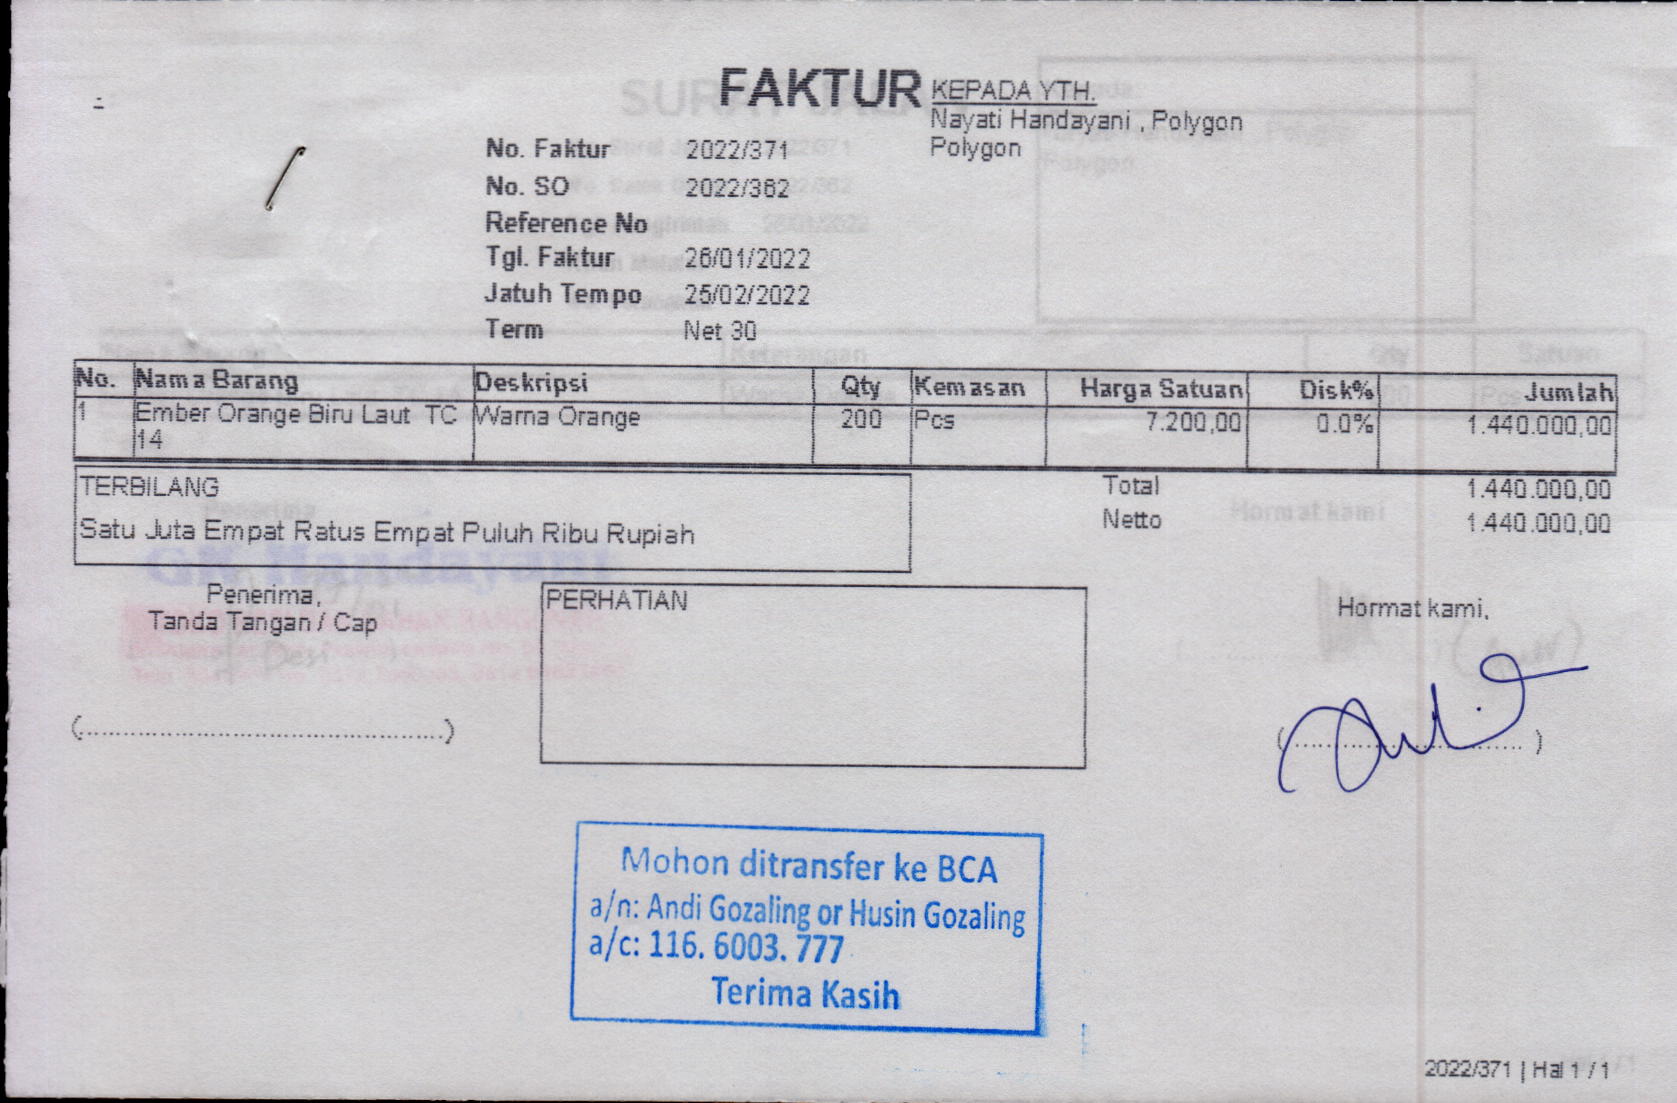 FAKTUR
KEPADA YTH.
Nayati Handayani , Polygon
Polygon
No. Faktur 2022/371
No. SO 2022/362
Reference No
Tgl. Faktur 26/01/2022
Jatuh Tempo 25/02/2022
Term Net 30
No. Nama Barang Deskripsi Qty Kemasan Harga Satuan Disk% Jumlah
1 Ember Orange Biru Laut TC Warna Orange 200 Pcs 7.200,00 0.0% 1.440.000,00
14
TERBILANG
Satu Juta Empat Ratus Empat Puluh Ribu Rupiah
Total 1.440.000,00
Netto 1.440.000,00
Penerima,
Tanda Tangan / Cap
PERHATIAN
Hormat kami,
(............................................)
(............................)
Mohon ditransfer ke BCA
a/n: Andi Gozaling or Husin Gozaling
a/c: 116. 6003. 777
Terima Kasih
2022/371 | Hal 1 / 1